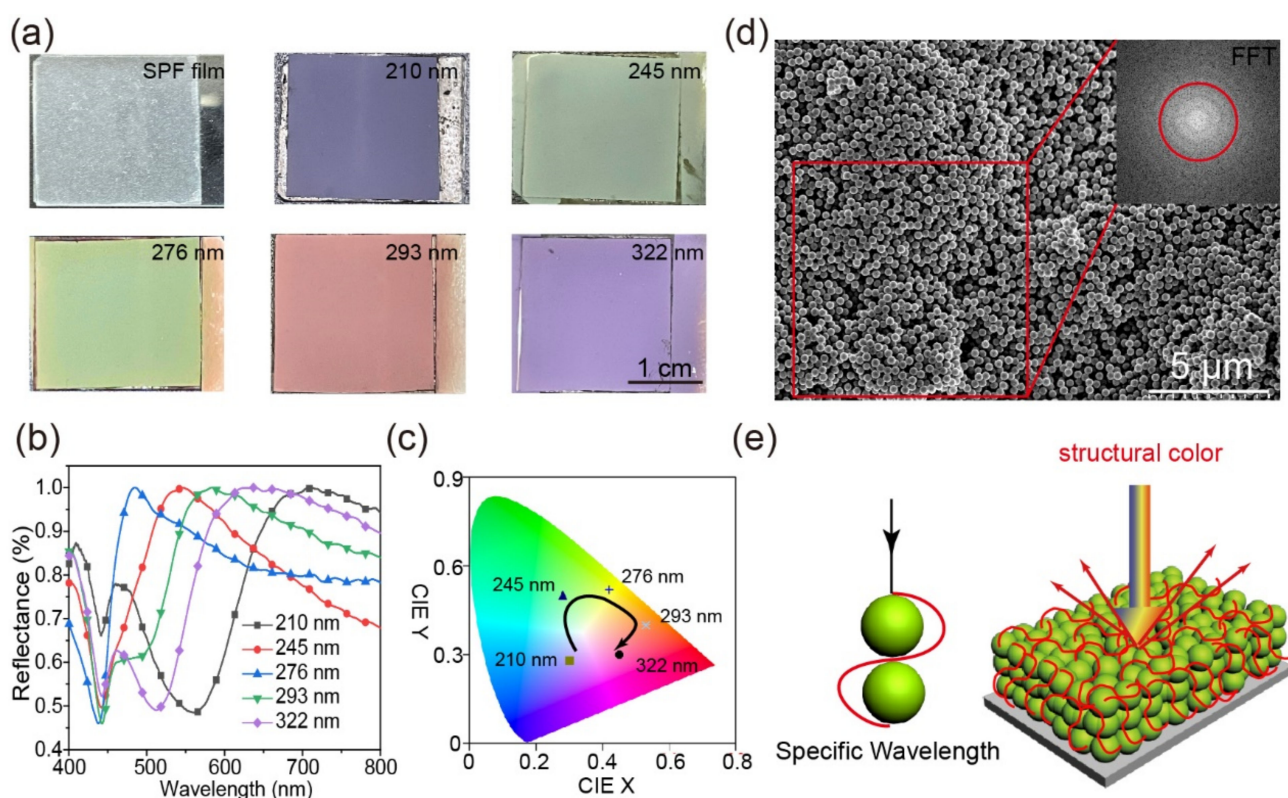 (a)
SPF film
210 nm
245 nm
276 nm
293 nm
322 nm
1 cm
(d)
FFT
5 μm
(b)
Reflectance (%)
1.0
0.9
0.8
0.7
0.6
0.5
0.4
210 nm
245 nm
276 nm
293 nm
322 nm
400 500 600 700 800
Wavelength (nm)
(c)
CIE Y
0.9
0.6
0.3
0
245 nm
276 nm
293 nm
210 nm
322 nm
0 0.2 0.4 0.6 0.8
CIE X
(e)
structural color
Specific Wavelength